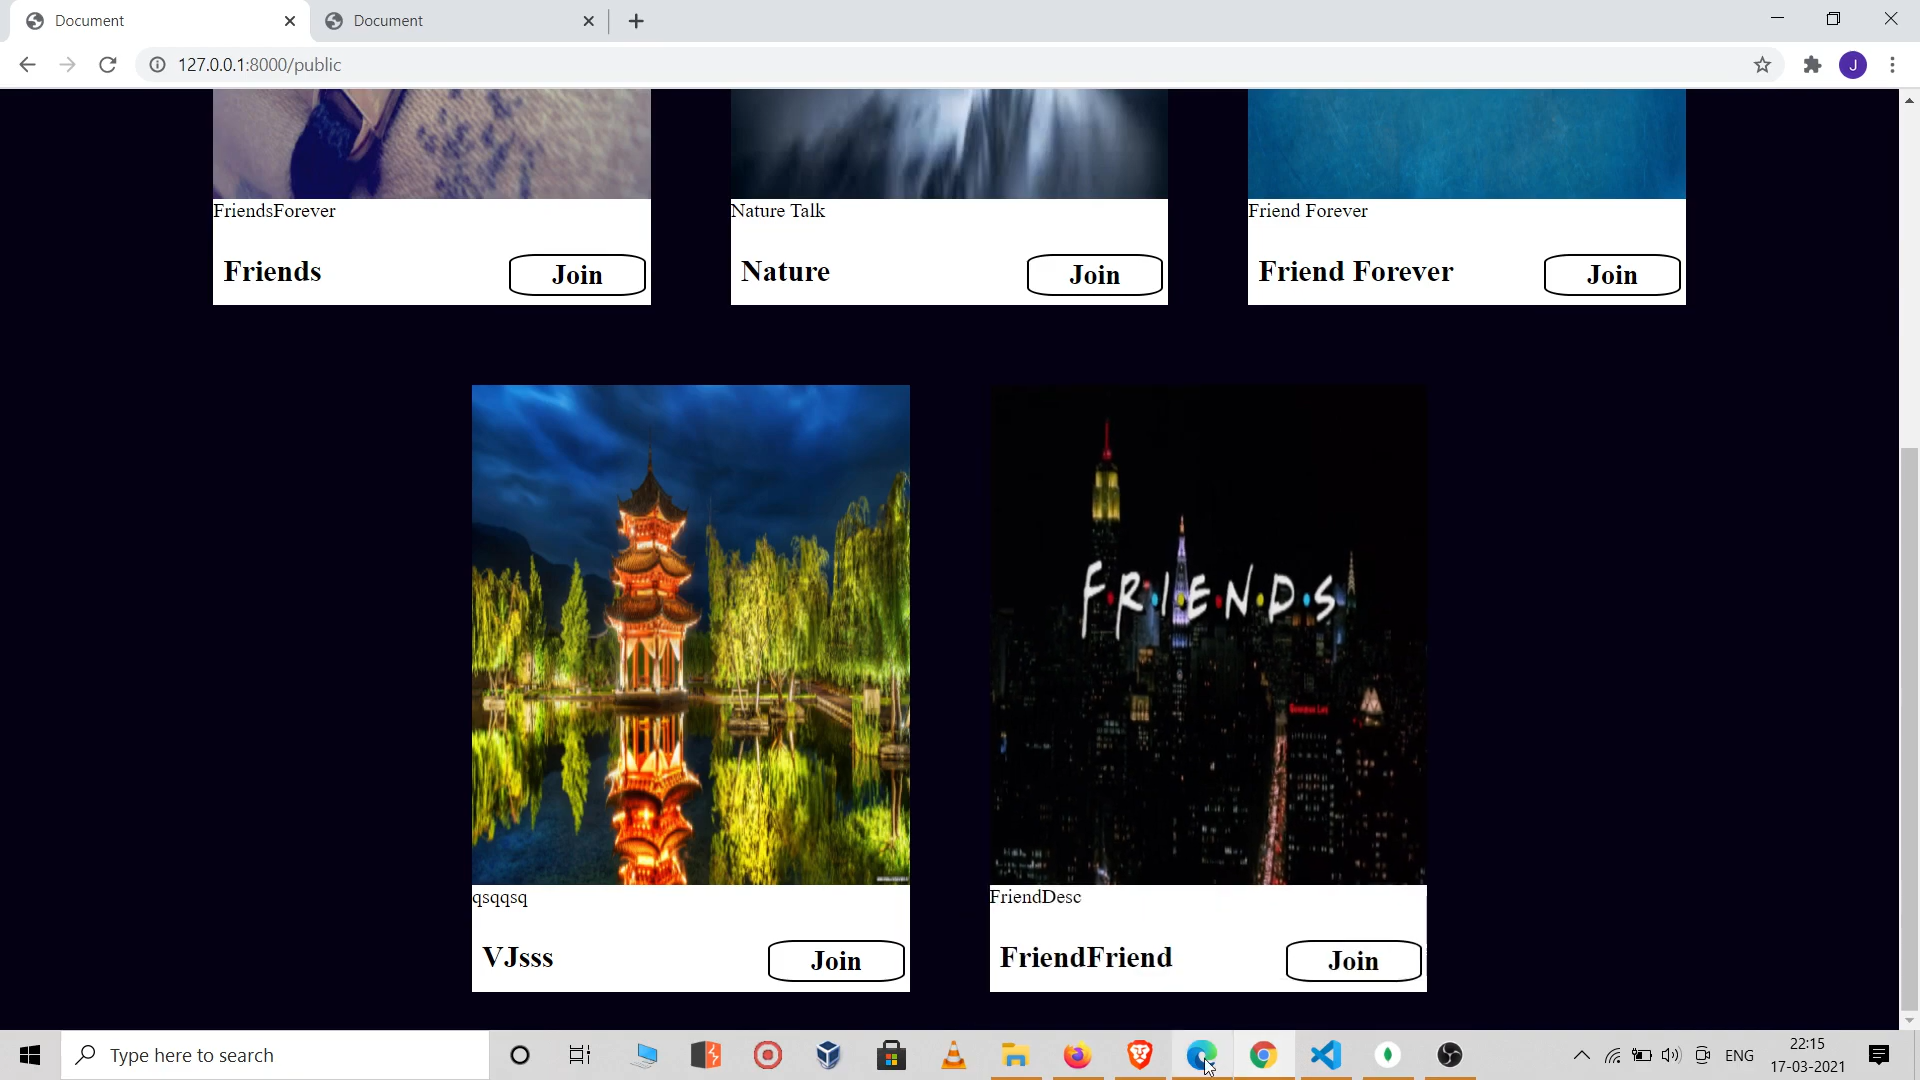 Document
Document
127.0.0.1:8000/public
J
FriendsForever
Nature Talk
Friend Forever
Friends
Join
Nature
Join
Friend Forever
Join
F•R•I•E•N•D•S
qsqqsq
FriendDesc
VJsss
Join
FriendFriend
Join
Type here to search
ENG
22:15
17-03-2021